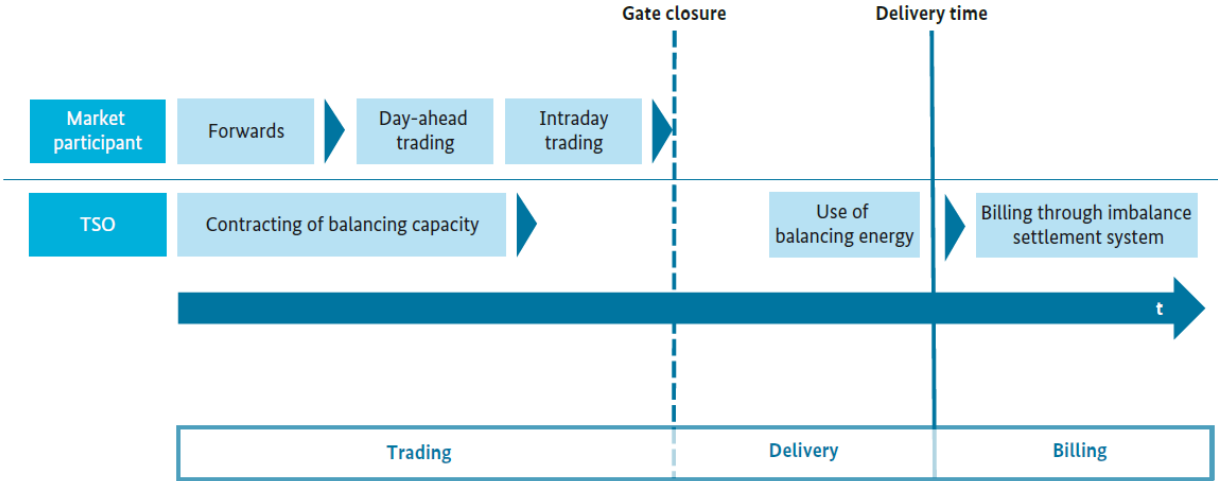 Gate closure
Delivery time
Market
participant
Forwards
Day-ahead
trading
Intraday
trading
TSO
Contracting of balancing capacity
Use of
balancing energy
Billing through imbalance
settlement system
t
Trading
Delivery
Billing